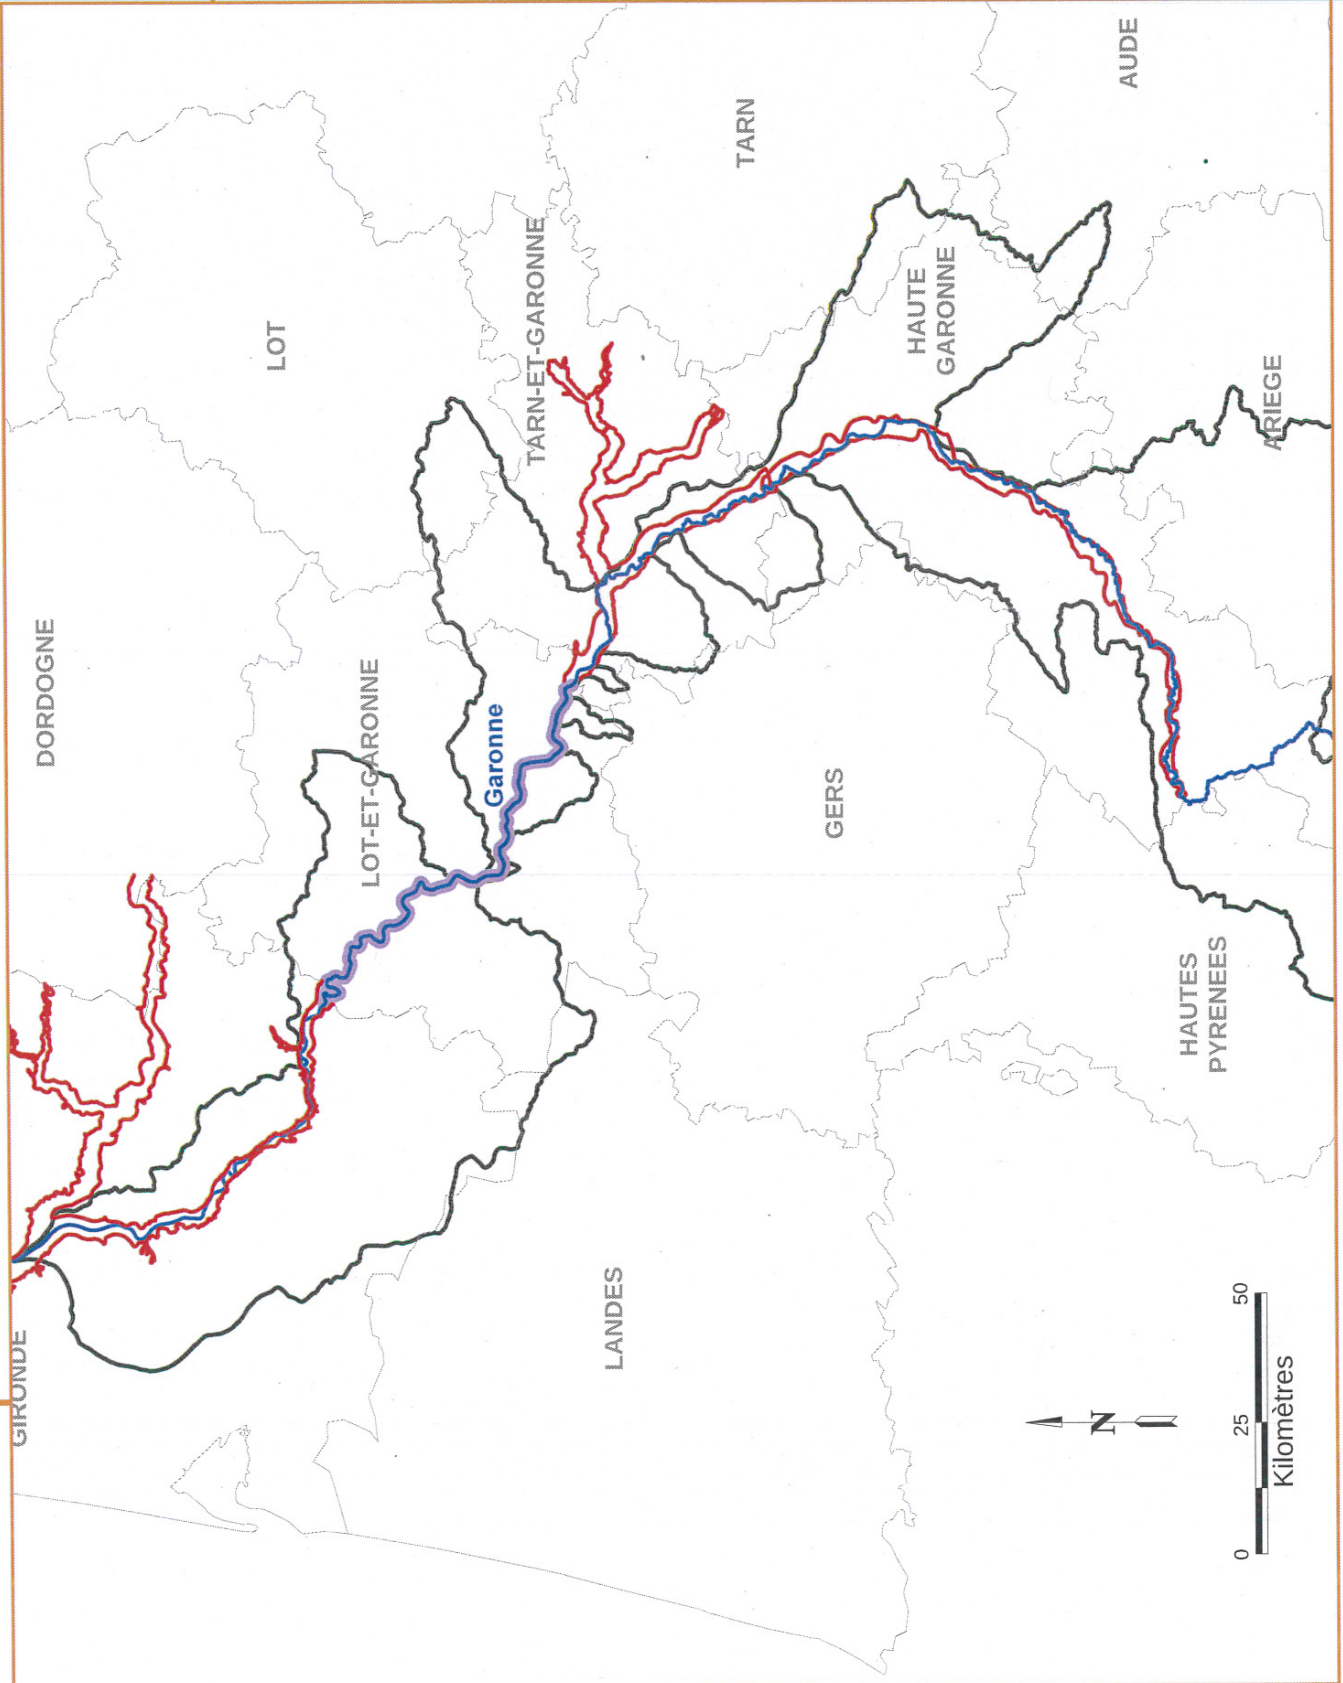 GIRONDE
DORDOGNE
LOT
LOT-ET-GARONNE
Garonne
TARN-ET-GARONNE
TARN
LANDES
GERS
HAUTE
GARONNE
AUDE
HAUTES
PYRENEES
ARIEGE
N
0 25 50
Kilomètres